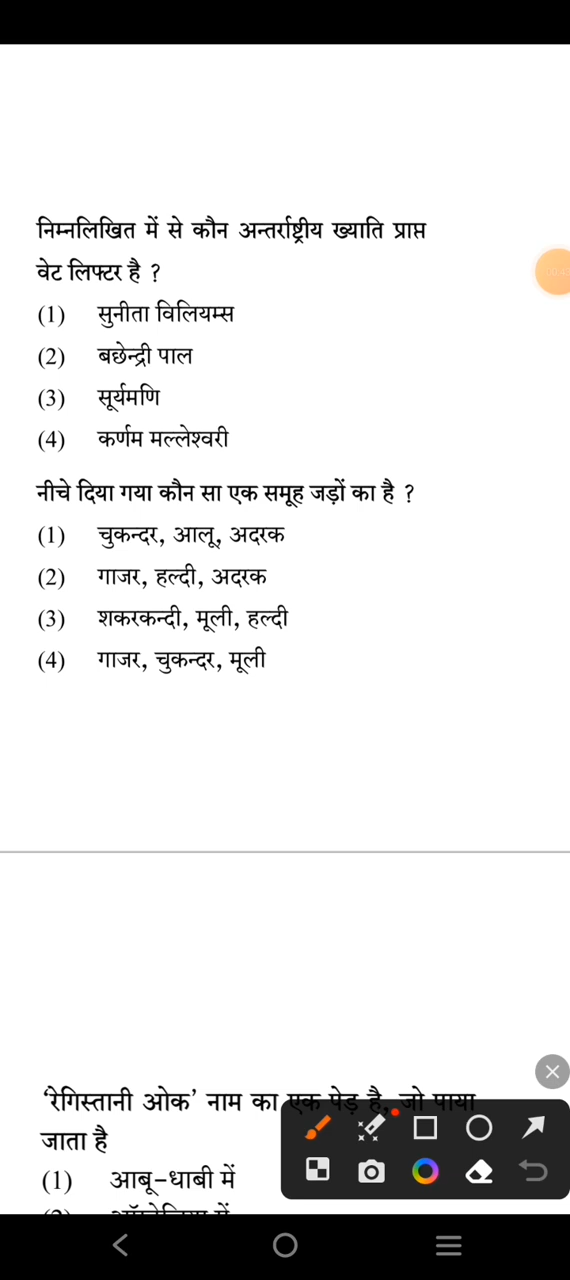 निम्नलिखित में से कौन अन्तर्राष्ट्रीय ख्याति प्राप्त
वेट लिफ्टर है ?
(1) सुनीता विलियम्स
(2) बछेन्द्री पाल
(3) सूर्यमणि
(4) कर्णम मल्लेश्वरी
नीचे दिया गया कौन सा एक समूह जड़ों का है ?
(1) चुकन्दर, आलू, अदरक
(2) गाजर, हल्दी, अदरक
(3) शकरकन्दी, मूली, हल्दी
(4) गाजर, चुकन्दर, मूली
‘रेगिस्तानी ओक’ नाम का एक पेड़ है, जो पाया
जाता है
(1) आबू-धाबी में